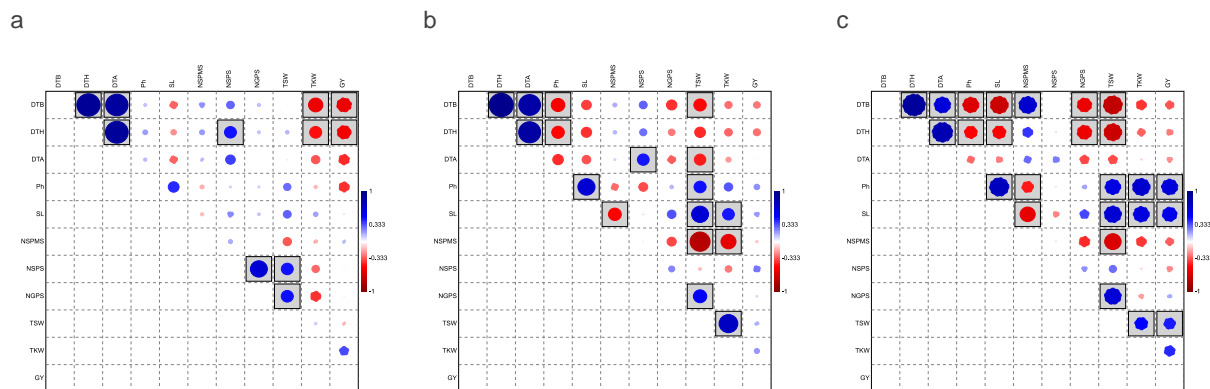 a
DTB DTH DTA Ph SL NSPMS NSPS NGPS TSW TKW GY
DTB
DTH
DTA
Ph
SL
NSPMS
NSPS
NGPS
TSW
TKW
GY
1
0.333
-0.333
-1
b
DTB DTH DTA Ph SL NSPMS NSPS NGPS TSW TKW GY
DTB
DTH
DTA
Ph
SL
NSPMS
NSPS
NGPS
TSW
TKW
GY
1
0.333
-0.333
-1
c
DTB DTH DTA Ph SL NSPMS NSPS NGPS TSW TKW GY
DTB
DTH
DTA
Ph
SL
NSPMS
NSPS
NGPS
TSW
TKW
GY
1
0.333
-0.333
-1